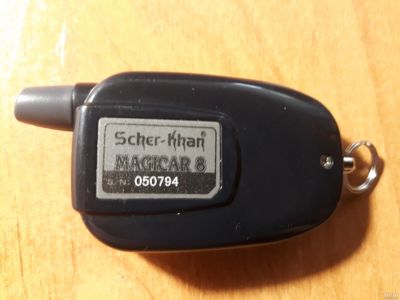 Scher-Khan®
MAGICAR 8
S. N: 050794